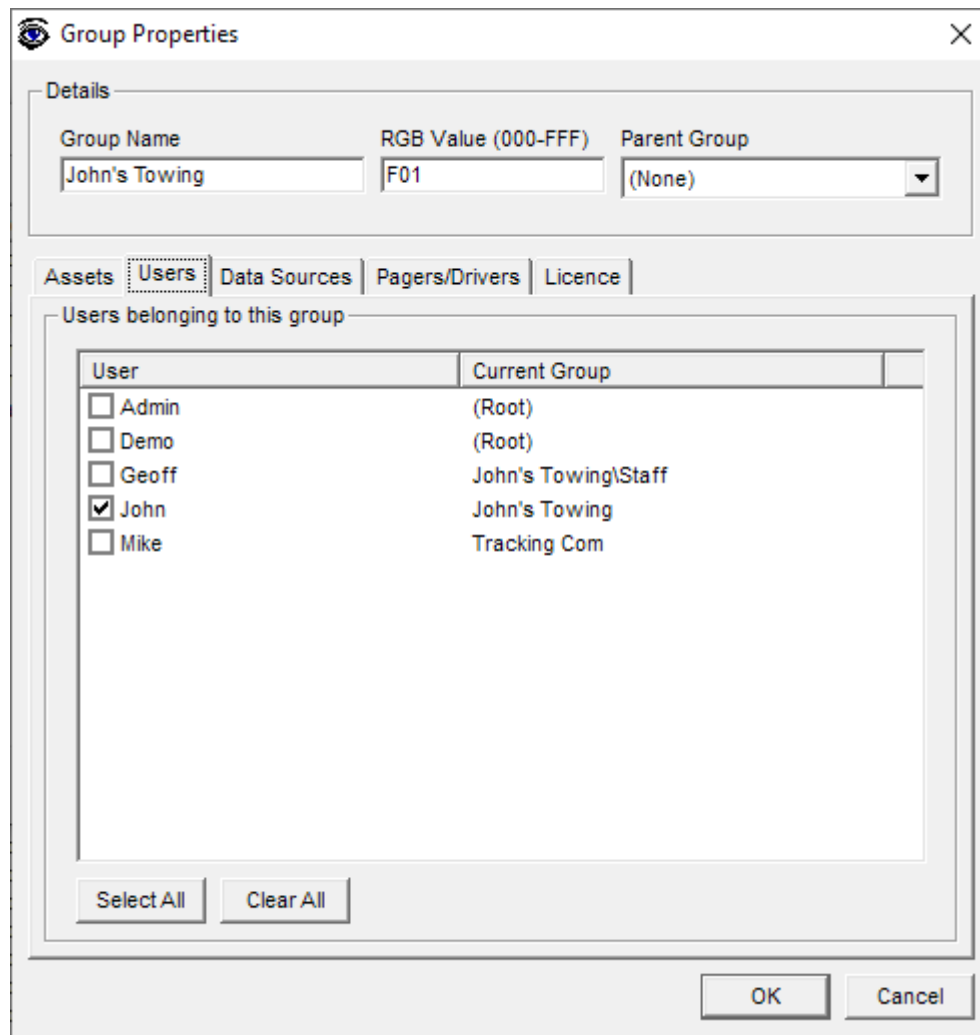 Group Properties
Details
Group Name RGB Value (000-FFF) Parent Group
John's Towing F01 (None)
Assets Users Data Sources Pagers/Drivers Licence
Users belonging to this group
User Current Group
Admin (Root)
Demo (Root)
Geoff John's Towing\Staff
John John's Towing
Mike Tracking Com
Select All Clear All
OK Cancel